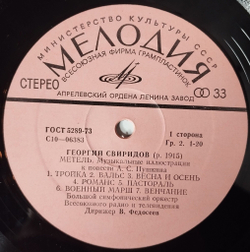 МИНИСТЕРСТВО КУЛЬТУРЫ СССР
МЕЛОДИЯ
ВСЕСОЮЗНАЯ ФИРМА ГРАМПЛАСТИНОК
СТЕРЕО
33
АПРЕЛЕВСКИЙ ОРДЕНА ЛЕНИНА ЗАВОД
ГОСТ 5289-73
1 сторона
С10—06383
Гр. 2. 1-20
ГЕОРГИЙ СВИРИДОВ (р. 1915)
МЕТЕЛЬ. Музыкальные иллюстрации
к повести А. С. Пушкина
1. ТРОЙКА 2. ВАЛЬС 3. ВЕСНА И ОСЕНЬ
4. РОМАНС 5. ПАСТОРАЛЬ
6. ВОЕННЫЙ МАРШ 7. ВЕНЧАНИЕ
Большой симфонический оркестр
Всесоюзного радио и телевидения
Дирижер В. Федосеев